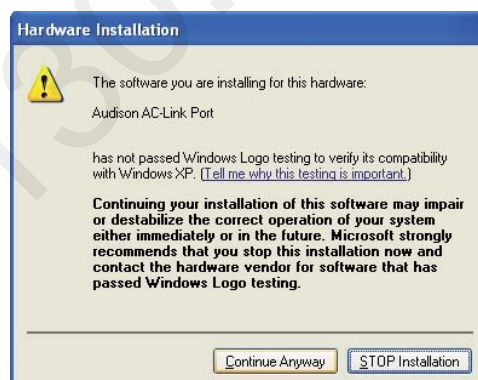 Hardware Installation
The software you are installing for this hardware:
Audison AC-Link Port
has not passed Windows Logo testing to verify its compatibility
with Windows XP. (Tell me why this testing is important.)
Continuing your installation of this software may impair
or destabilize the correct operation of your system
either immediately or in the future. Microsoft strongly
recommends that you stop this installation now and
contact the hardware vendor for software that has
passed Windows Logo testing.
Continue Anyway
STOP Installation